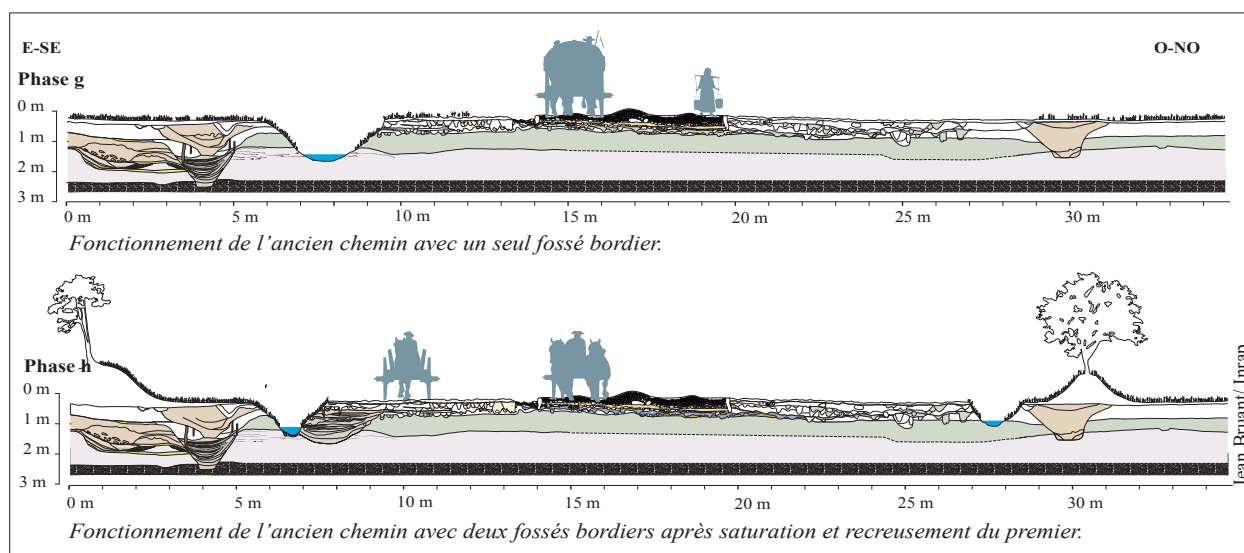 E-SE
O-NO
Phase g
0 m
1 m
2 m
3 m
0 m 5 m 10 m 15 m 20 m 25 m 30 m
Fonctionnement de l’ancien chemin avec un seul fossé bordier.
Phase h
0 m
1 m
2 m
3 m
0 m 5 m 10 m 15 m 20 m 25 m 30 m
Fonctionnement de l’ancien chemin avec deux fossés bordiers après saturation et recreusement du premier.
Jean Bruant/ Inrap